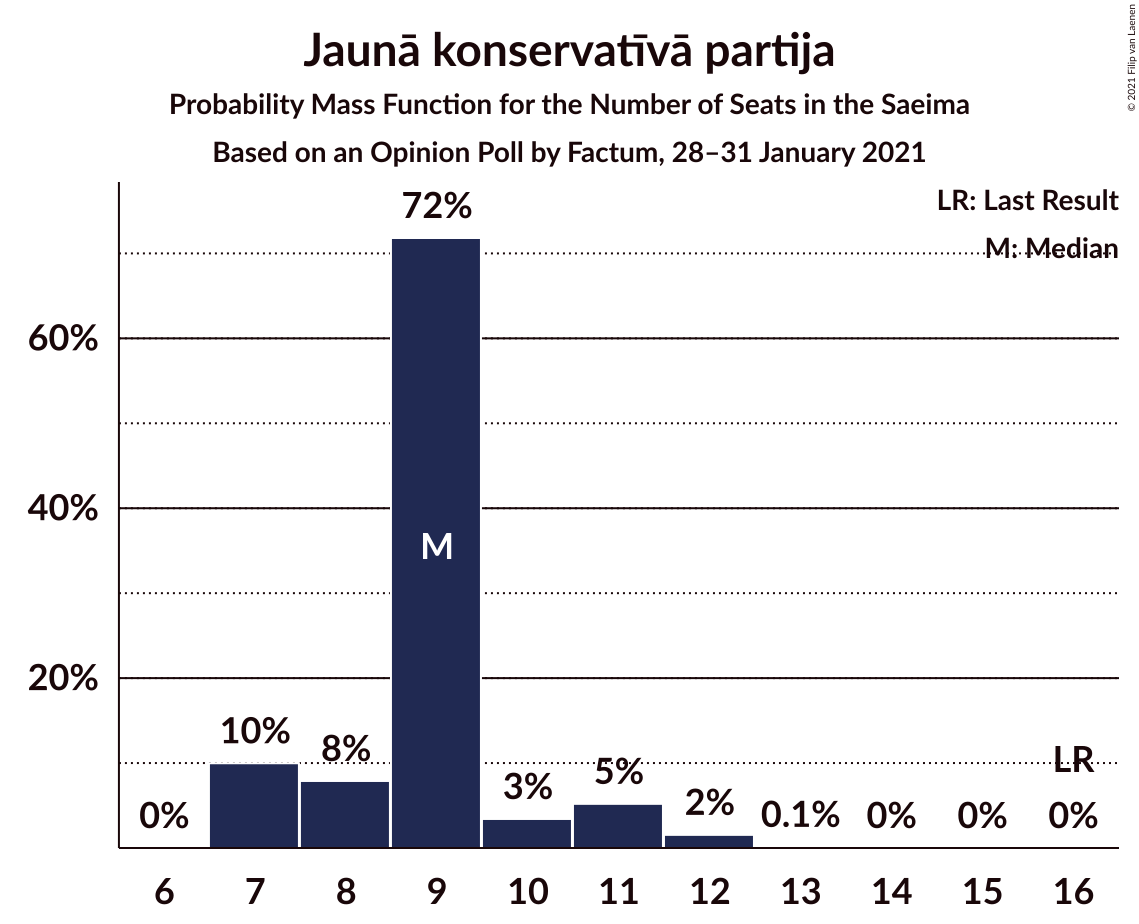 © 2021 Filip van Laenen
Jaunā konservatīvā partija
Probability Mass Function for the Number of Seats in the Saeima
Based on an Opinion Poll by Factum, 28–31 January 2021
LR: Last Result
M: Median
72%
60%
40%
20%
M
10%
8%
0%
3%
5%
2%
0.1%
0%
0%
LR
0%
6 7 8 9 10 11 12 13 14 15 16